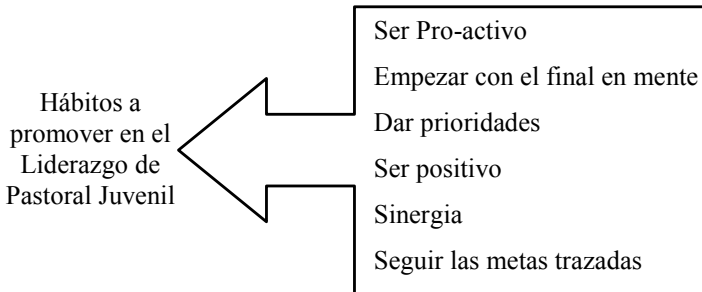 Hábitos a
promover en el
Liderazgo de
Pastoral Juvenil
Ser Pro-activo
Empezar con el final en mente
Dar prioridades
Ser positivo
Sinergia
Seguir las metas trazadas